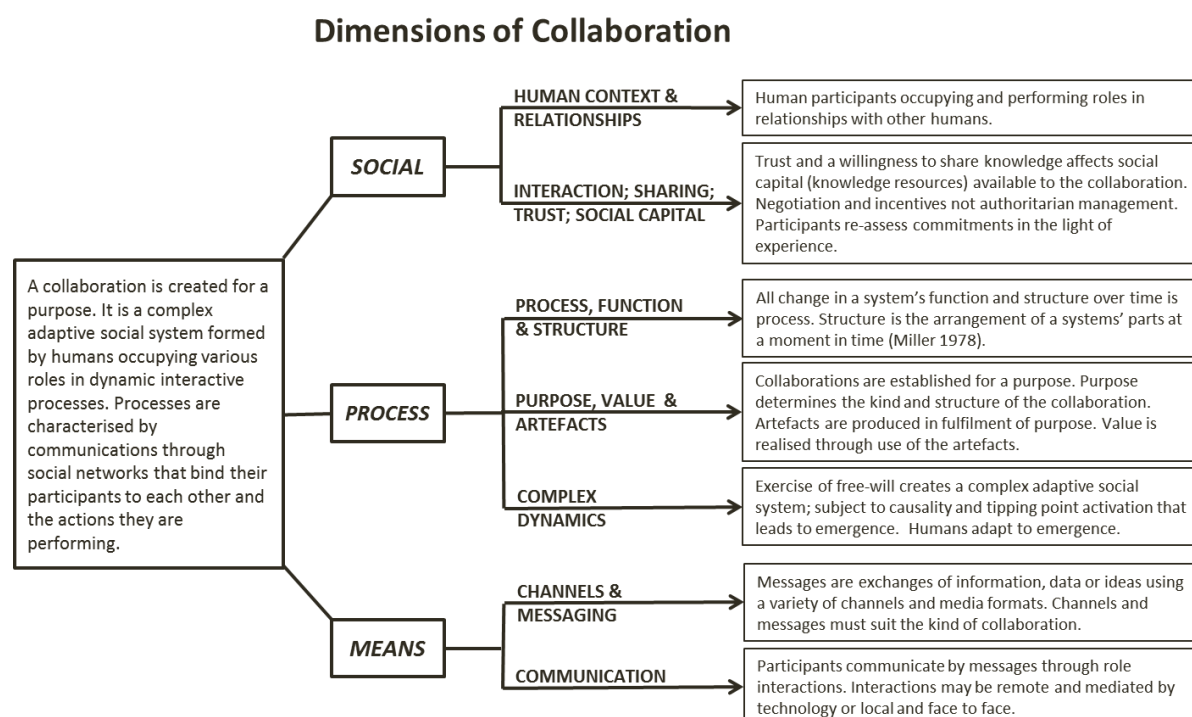 Dimensions of Collaboration
A collaboration is created for a
purpose. It is a complex
adaptive social system formed
by humans occupying various
roles in dynamic interactive
processes. Processes are
characterised by
communications through
social networks that bind their
participants to each other and
the actions they are
performing.
SOCIAL
HUMAN CONTEXT &
RELATIONSHIPS
Human participants occupying and performing roles in
relationships with other humans.
INTERACTION; SHARING;
TRUST; SOCIAL CAPITAL
Trust and a willingness to share knowledge affects social
capital (knowledge resources) available to the collaboration.
Negotiation and incentives not authoritarian management.
Participants re-assess commitments in the light of
experience.
PROCESS
PROCESS, FUNCTION
& STRUCTURE
All change in a system’s function and structure over time is
process. Structure is the arrangement of a systems’ parts at
a moment in time (Miller 1978).
PURPOSE, VALUE &
ARTEFACTS
Collaborations are established for a purpose. Purpose
determines the kind and structure of the collaboration.
Artefacts are produced in fulfilment of purpose. Value is
realised through use of the artefacts.
COMPLEX
DYNAMICS
Exercise of free-will creates a complex adaptive social
system; subject to causality and tipping point activation that
leads to emergence. Humans adapt to emergence.
MEANS
CHANNELS &
MESSAGING
Messages are exchanges of information, data or ideas using
a variety of channels and media formats. Channels and
messages must suit the kind of collaboration.
COMMUNICATION
Participants communicate by messages through role
interactions. Interactions may be remote and mediated by
technology or local and face to face.